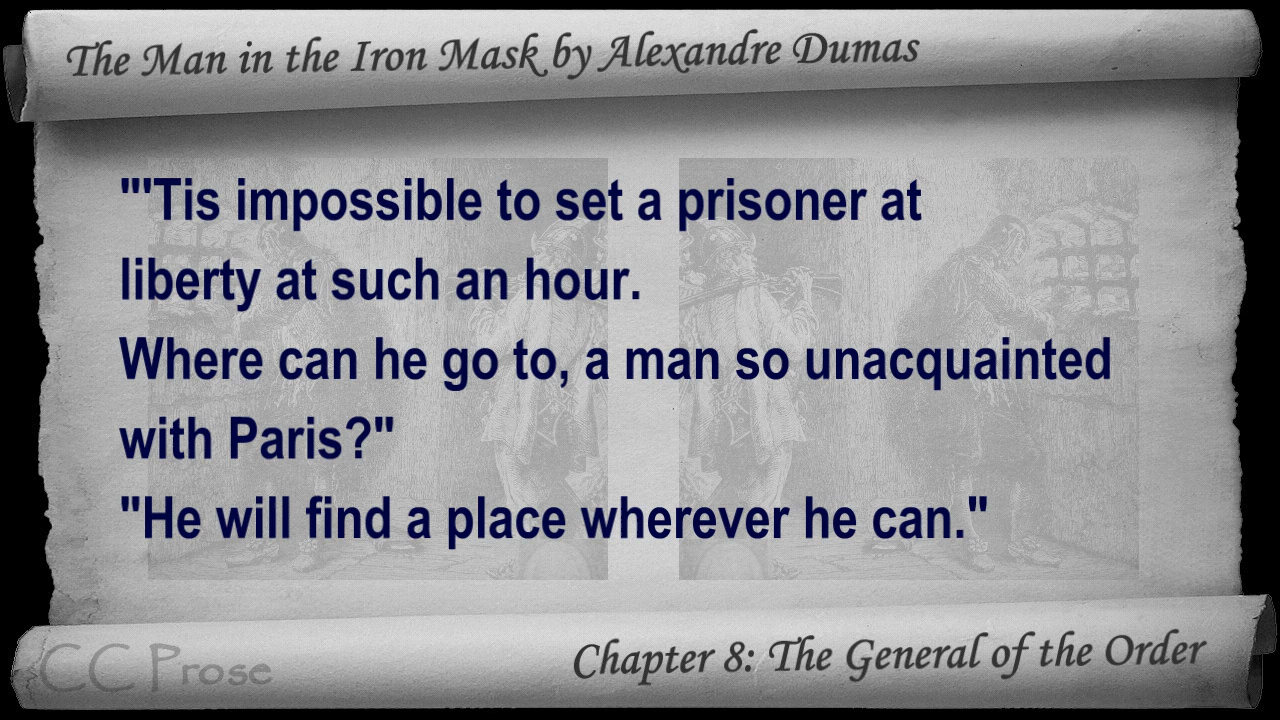 The Man in the Iron Mask by Alexandre Dumas
"'Tis impossible to set a prisoner at
liberty at such an hour.
Where can he go to, a man so unacquainted
with Paris?"
"He will find a place wherever he can."
CC Prose
Chapter 8: The General of the Order